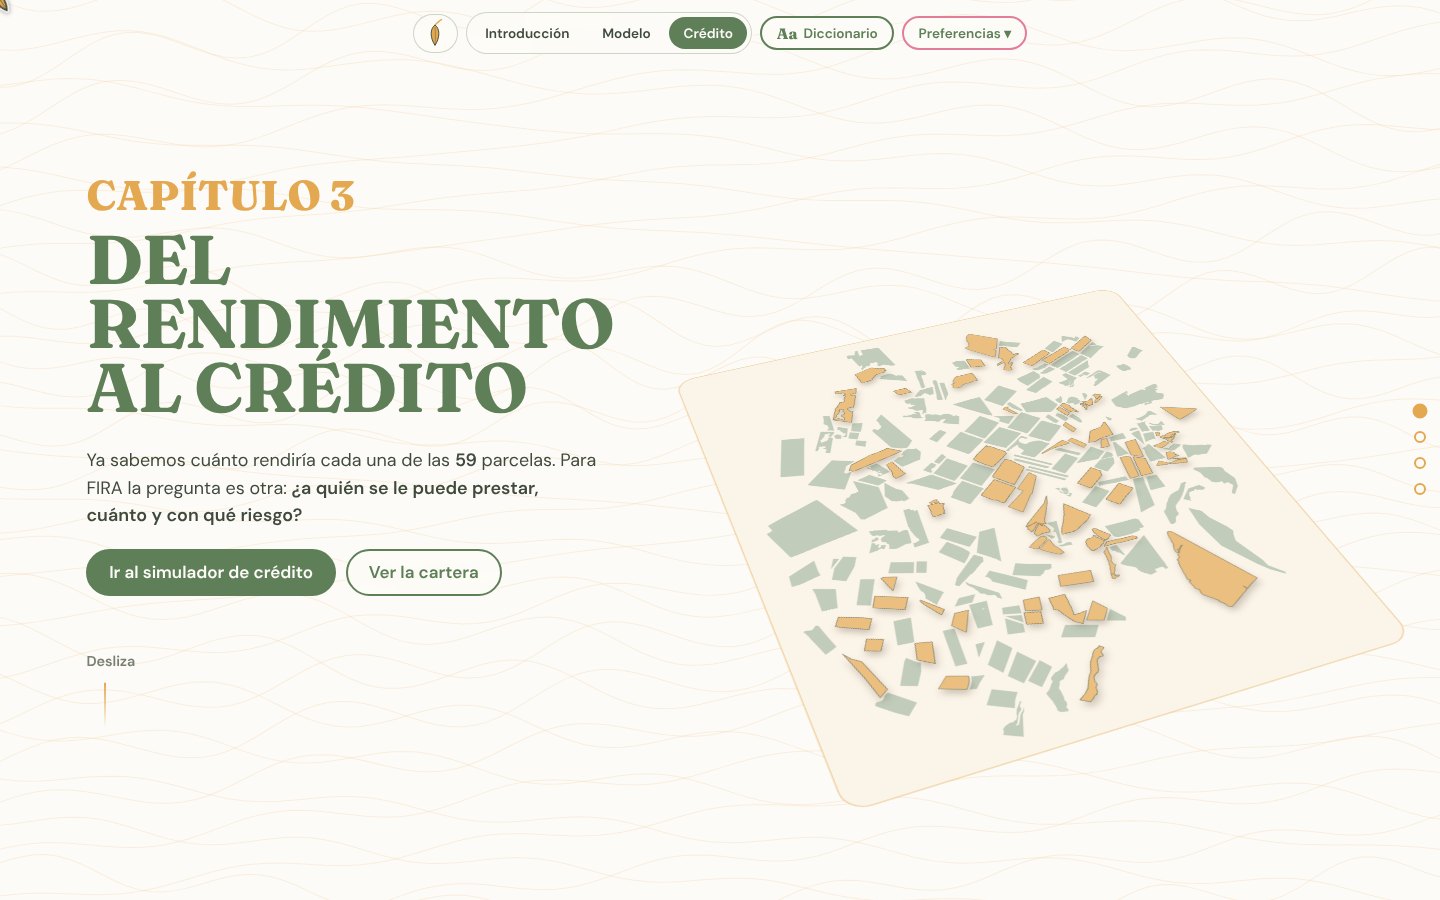 Introducción Modelo Crédito Aa Diccionario Preferencias ▾
CAPÍTULO 3
DEL
RENDIMIENTO
AL CRÉDITO
Ya sabemos cuánto rendiría cada una de las 59 parcelas. Para
FIRA la pregunta es otra: ¿a quién se le puede prestar,
cuánto y con qué riesgo?
Ir al simulador de crédito Ver la cartera
Desliza